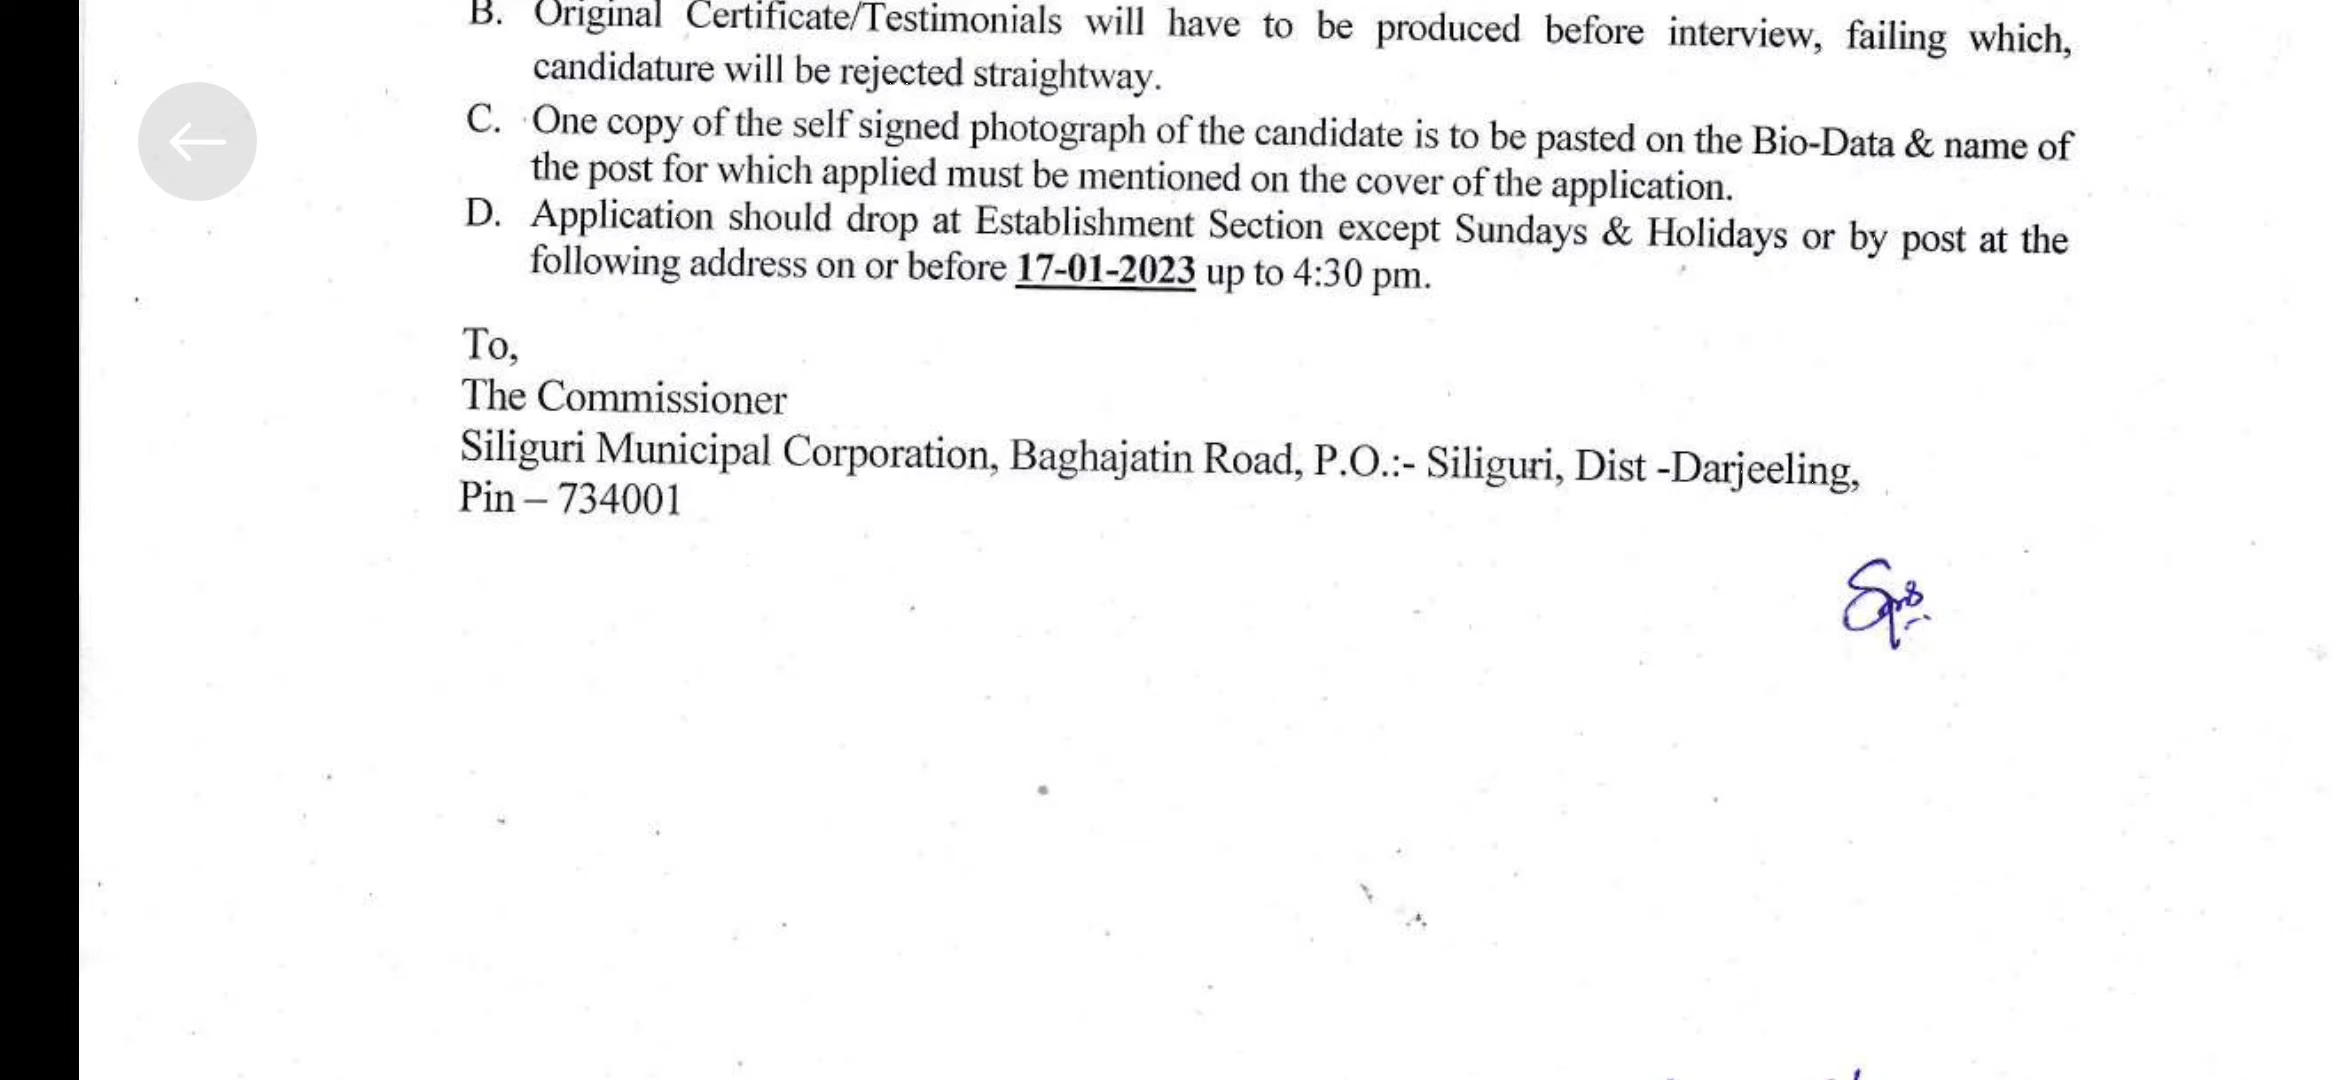 B. Original Certificate/Testimonials will have to be produced before interview, failing which,
candidature will be rejected straightway.
C. One copy of the self signed photograph of the candidate is to be pasted on the Bio-Data & name of
the post for which applied must be mentioned on the cover of the application.
D. Application should drop at Establishment Section except Sundays & Holidays or by post at the
following address on or before 17-01-2023 up to 4:30 pm.
To,
The Commissioner
Siliguri Municipal Corporation, Baghajatin Road, P.O.:- Siliguri, Dist -Darjeeling,
Pin – 734001